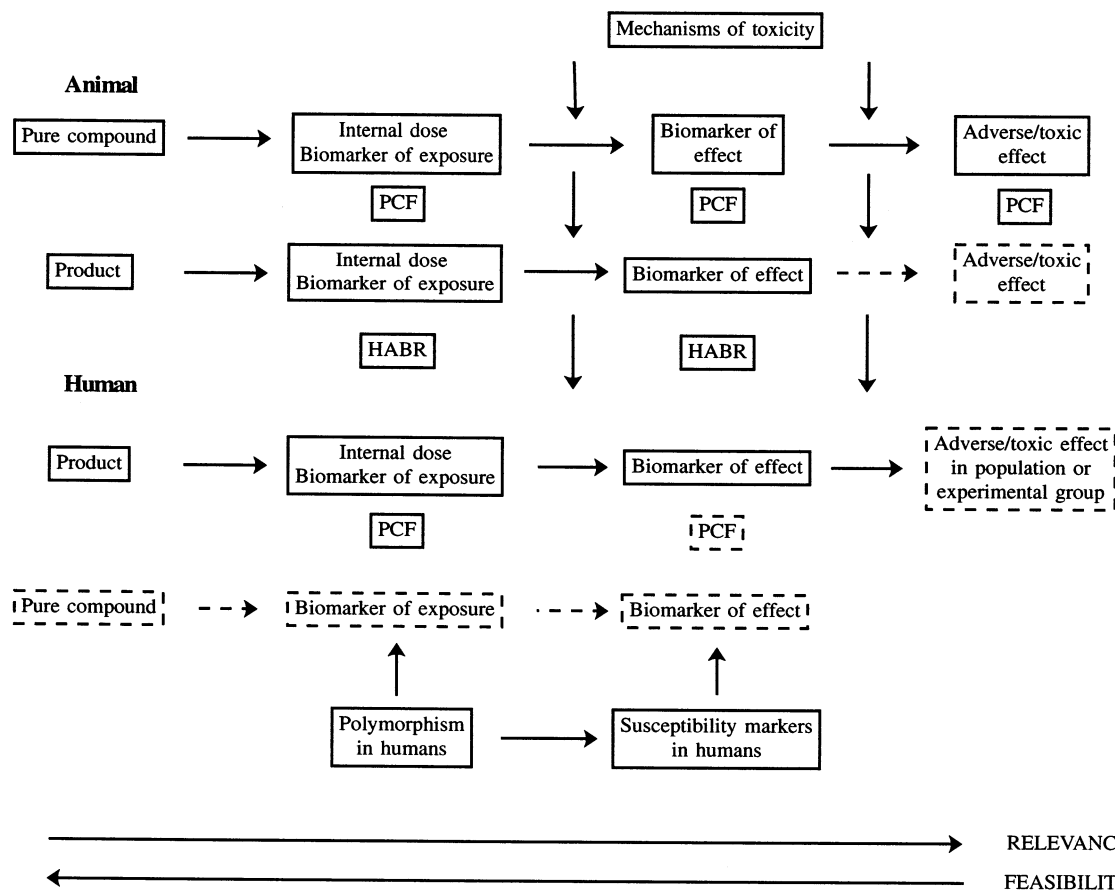 Mechanisms of toxicity
Animal
Pure compound
Internal dose
Biomarker of exposure
Biomarker of
effect
Adverse/toxic
effect
PCF
PCF
PCF
Product
Internal dose
Biomarker of exposure
Biomarker of effect
Adverse/toxic
effect
HABR
HABR
Human
Product
Internal dose
Biomarker of exposure
Biomarker of effect
Adverse/toxic effect
in population or
experimental group
PCF
PCF
Pure compound
Biomarker of exposure
Biomarker of effect
Polymorphism
in humans
Susceptibility markers
in humans
RELEVANC
FEASIBILIT